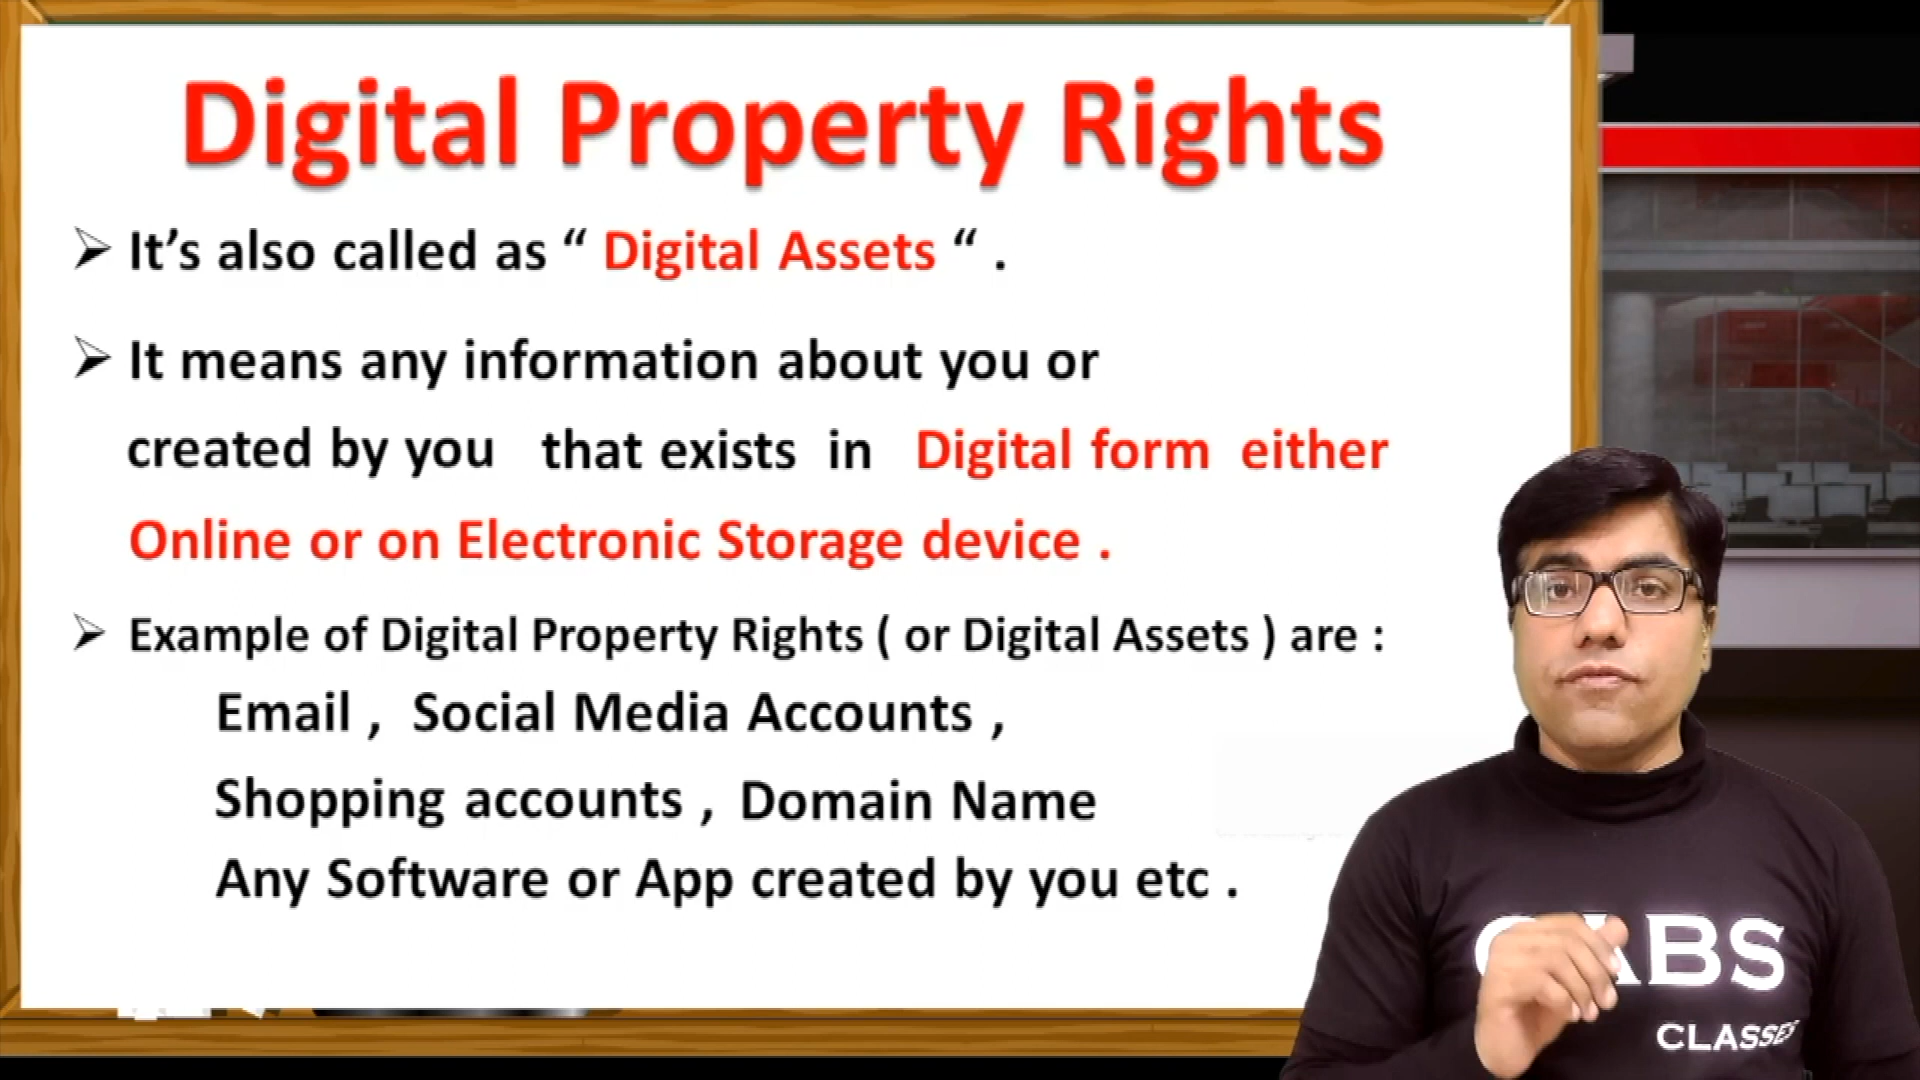 Digital Property Rights
It’s also called as “ Digital Assets “ .
It means any information about you or
created by you that exists in Digital form either
Online or on Electronic Storage device .
Example of Digital Property Rights ( or Digital Assets ) are :
Email , Social Media Accounts ,
Shopping accounts , Domain Name
Any Software or App created by you etc .
CLASSES